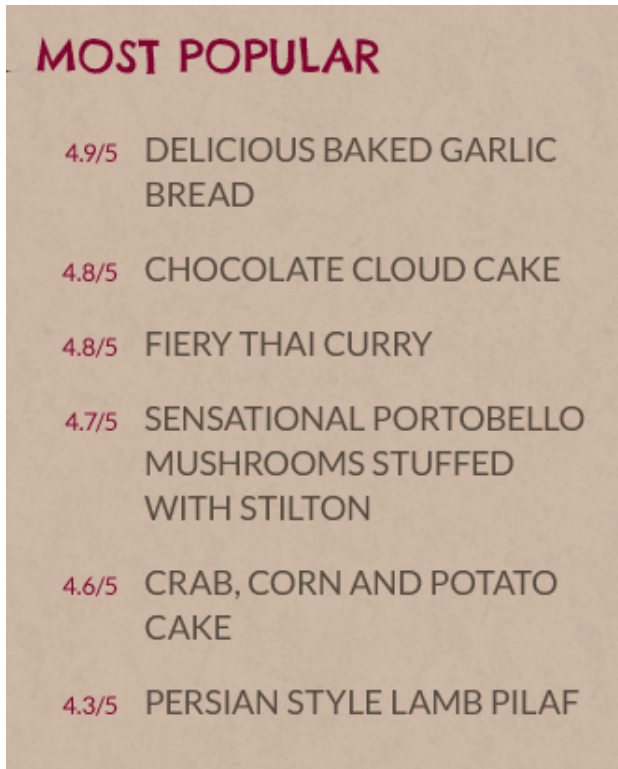 MOST POPULAR
4.9/5 DELICIOUS BAKED GARLIC
BREAD
4.8/5 CHOCOLATE CLOUD CAKE
4.8/5 FIERY THAI CURRY
4.7/5 SENSATIONAL PORTOBELLO
MUSHROOMS STUFFED
WITH STILTON
4.6/5 CRAB, CORN AND POTATO
CAKE
4.3/5 PERSIAN STYLE LAMB PILAF